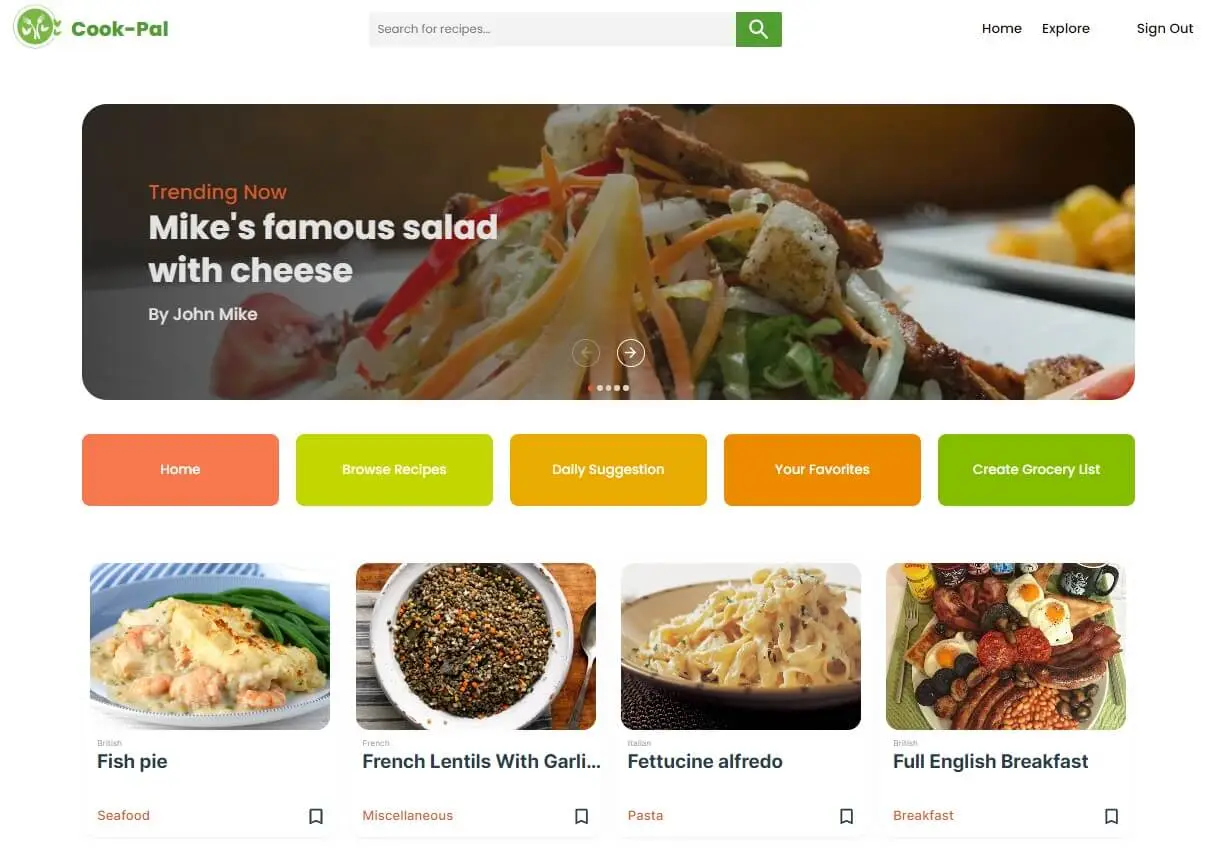 Cook-Pal
Search for recipes...
Home
Explore
Sign Out
Trending Now
Mike's famous salad
with cheese
By John Mike
Home
Browse Recipes
Daily Suggestion
Your Favorites
Create Grocery List
British
French
Italian
British
Fish pie
French Lentils With Garli...
Fettucine alfredo
Full English Breakfast
Seafood
Miscellaneous
Pasta
Breakfast